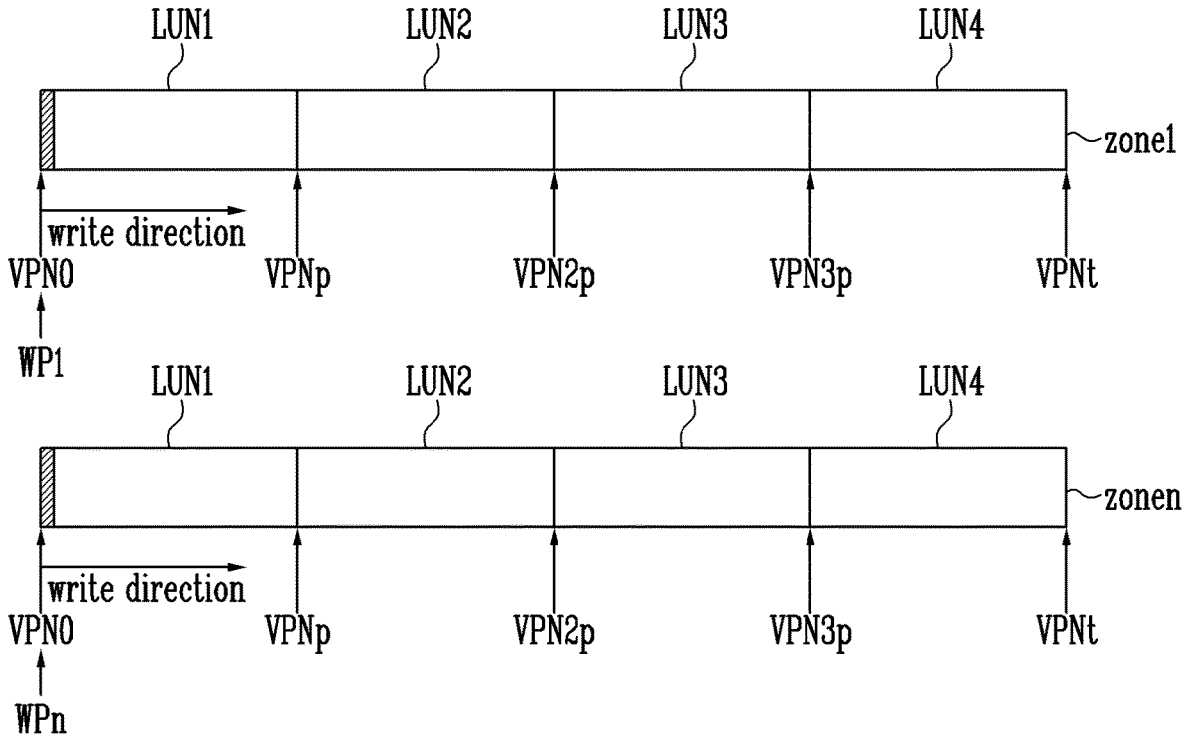 LUN1 LUN2 LUN3 LUN4
zone1
write direction
VPN0 VPNp VPN2p VPN3p VPNt
WP1
LUN1 LUN2 LUN3 LUN4
zonen
write direction
VPN0 VPNp VPN2p VPN3p VPNt
WPn